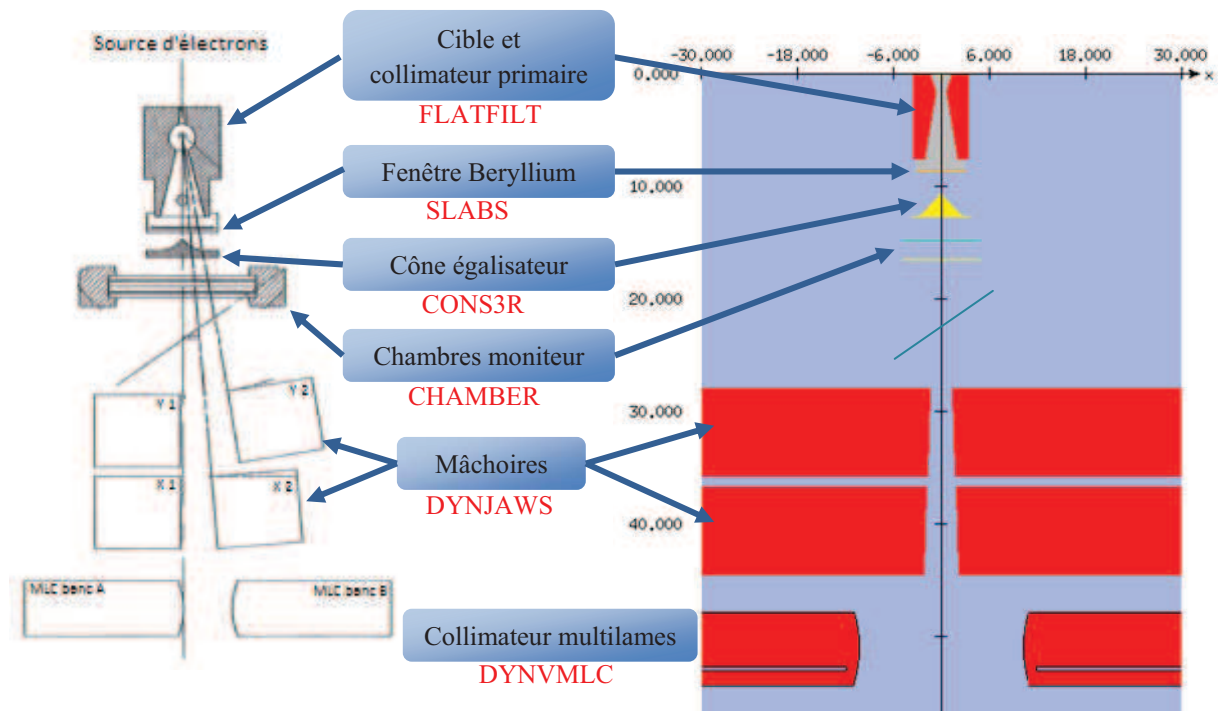 Source d'électrons
Cible et
collimateur primaire
FLATFILT
Fenêtre Beryllium
SLABS
Cône égalisateur
CONS3R
Chambres moniteur
CHAMBER
Mâchoires
DYNJAWS
Collimateur multilames
DYNVMLC
Y 1
Y 2
X 1
X 2
MLC banc A
MLC banc B
-30.000 -18.000 -6.000 6.000 18.000 30.000
x
0.000
10.000
20.000
30.000
40.000